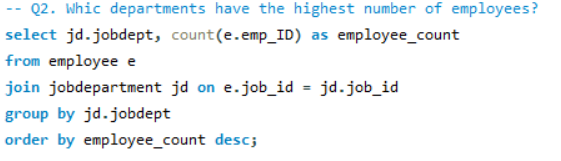 -- Q2. Whic departments have the highest number of employees?
select jd.jobdept, count(e.emp_ID) as employee_count
from employee e
join jobdepartment jd on e.job_id = jd.job_id
group by jd.jobdept
order by employee_count desc;